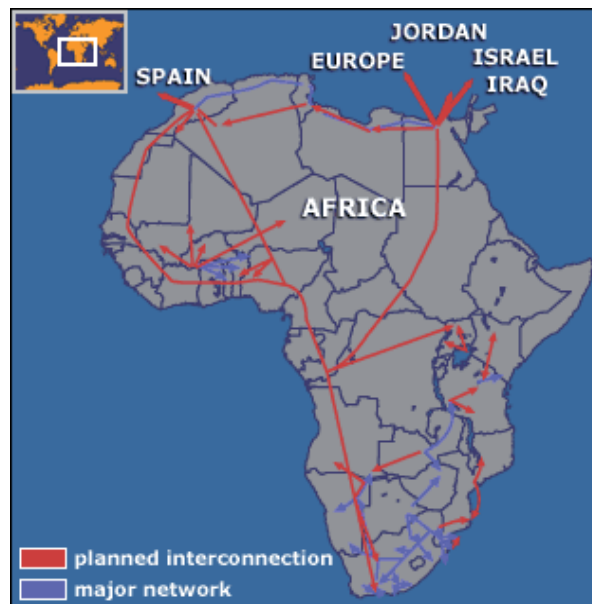 JORDAN
EUROPE
ISRAEL
SPAIN
IRAQ
AFRICA
planned interconnection
major network